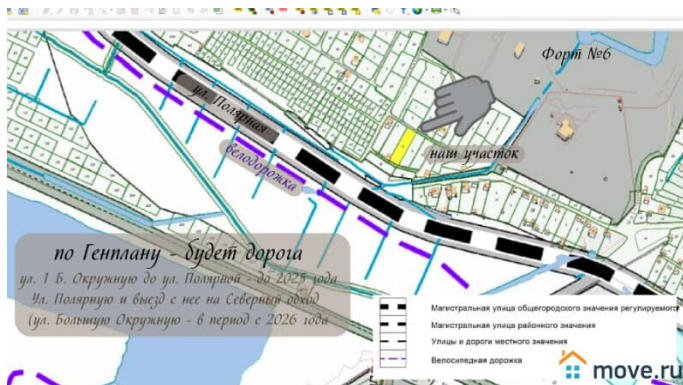 Форт №6
ул. Полярная
велодорожка
наш участок
по Генплану - будет дорога
ул. 1 Б. Окружную до ул. Полярной - до 2025 года
Ул. Полярную и выезд с нее на Северный обход
(ул. Большую Окружную - в период с 2026 года
Магистральная улица общегородского значения регулируемого
Магистральная улица районного значения
Улицы и дороги местного значения
Велосипедная дорожка
move.ru